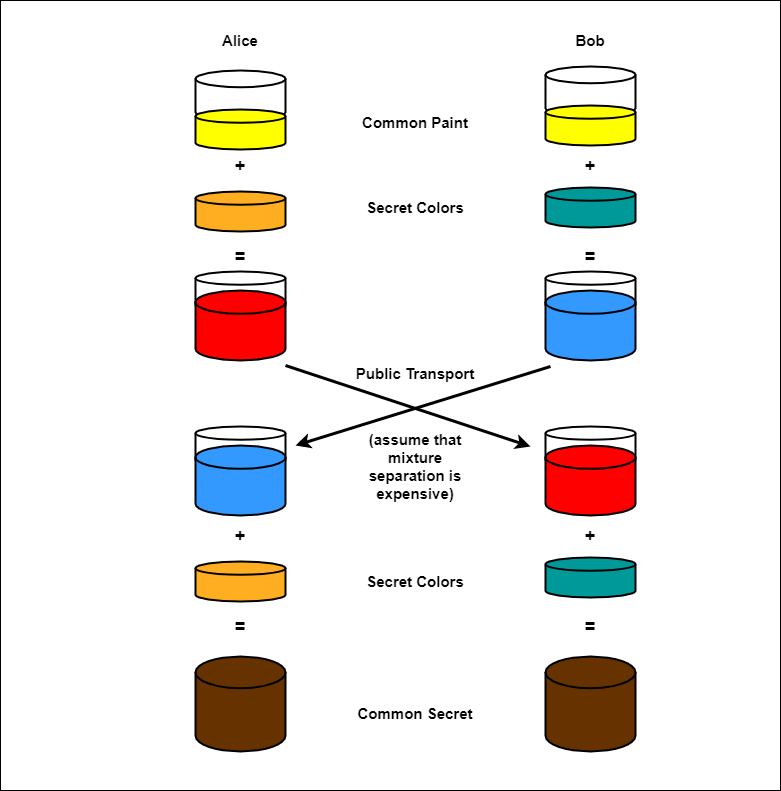 Alice
Bob
Common Paint
+
+
Secret Colors
=
=
Public Transport
(assume that
mixture
separation is
expensive)
+
+
Secret Colors
=
=
Common Secret